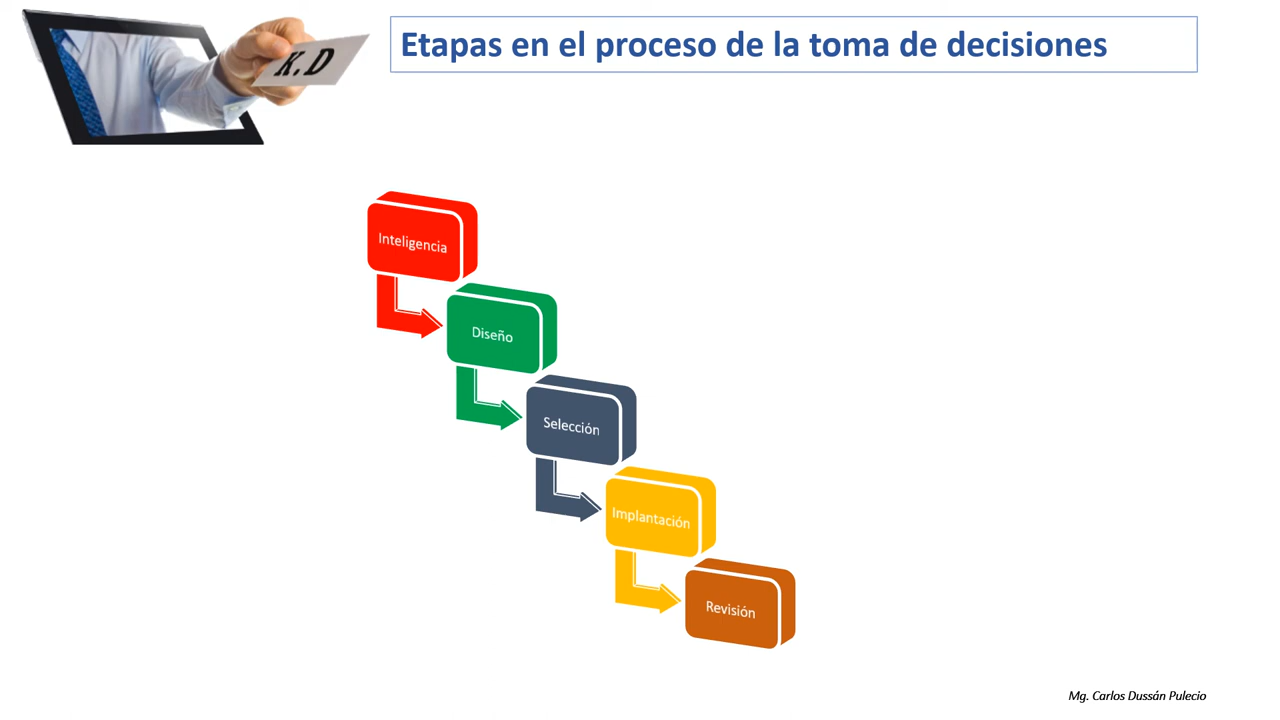 K.D
Etapas en el proceso de la toma de decisiones
Inteligencia
Diseño
Selección
Implantación
Revisión
Mg. Carlos Dussán Pulecio